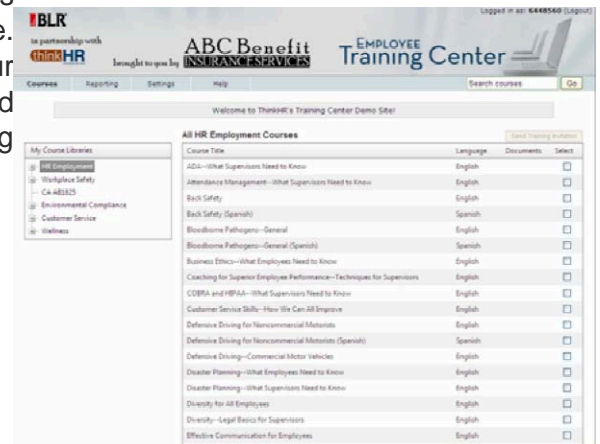 s
e.
ur
d
g
Logged in as: 6448560 (Logout)
BLR
in partnership with
thinkHR
brought to you by
ABC Benefit
INSURANCE SERVICES
EMPLOYEE
Training Center
Courses Reporting Settings Help
Search courses Go
Welcome to ThinkHR's Training Center Demo Site!
My Course Libraries
HR Employment
Workplace Safety
CA AB1825
Environmental Compliance
Customer Service
Wellness
All HR Employment Courses
Send Training Invitation
Course Title Language Documents Select
ADA--What Supervisors Need to Know English
Attendance Management--What Supervisors Need to Know English
Back Safety English
Back Safety (Spanish) Spanish
Bloodborne Pathogens--General English
Bloodborne Pathogens--General (Spanish) Spanish
Business Ethics--What Employees Need to Know English
Coaching for Superior Employee Performance--Techniques for Supervisors English
COBRA and HIPAA--What Supervisors Need to Know English
Customer Service Skills--How We Can All Improve English
Defensive Driving for Noncommercial Motorists English
Defensive Driving for Noncommercial Motorists (Spanish) Spanish
Defensive Driving--Commercial Motor Vehicles English
Disaster Planning--What Employees Need to Know English
Disaster Planning--What Supervisors Need to Know English
Diversity for All Employees English
Diversity--Legal Basics for Supervisors English
Effective Communication for Employees English